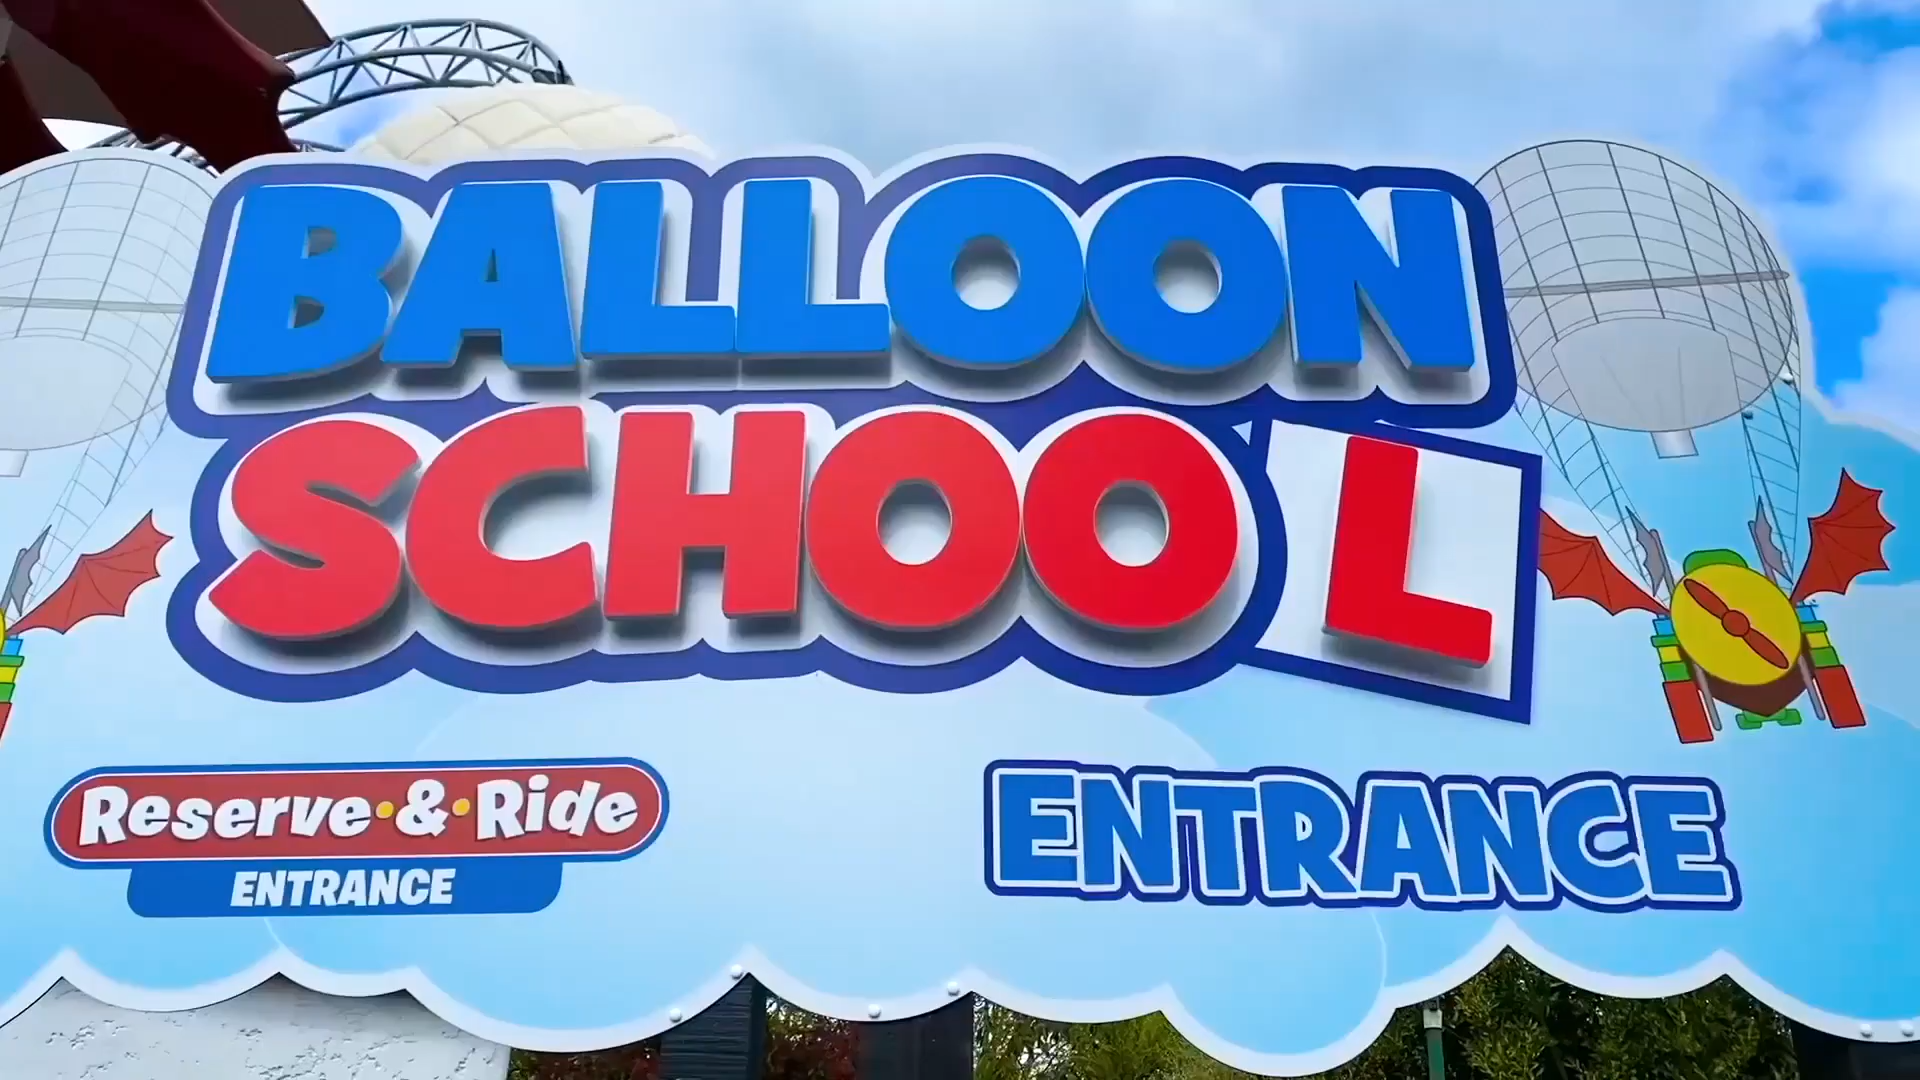 BALLOON
SCHOOL
Reserve•&•Ride
ENTRANCE
ENTRANCE